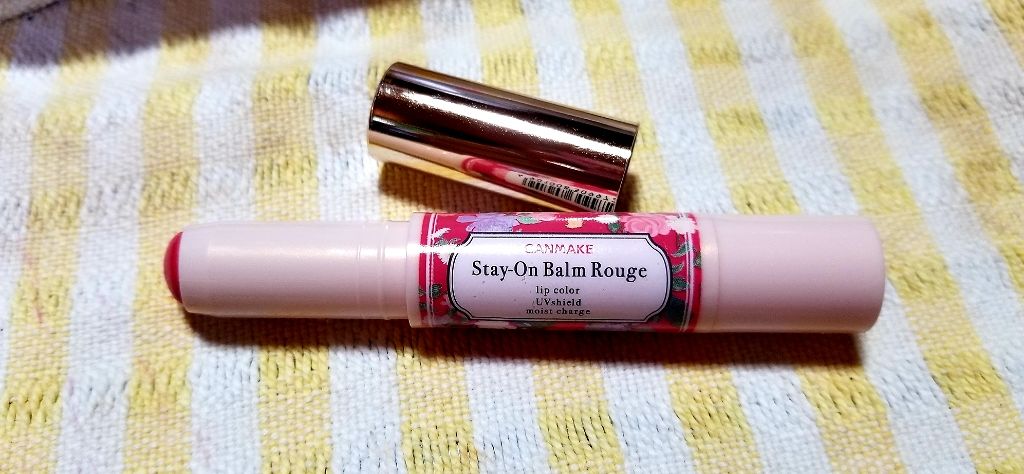 CANMAKE
Stay-On Balm Rouge
lip color
UVshield
moist charge